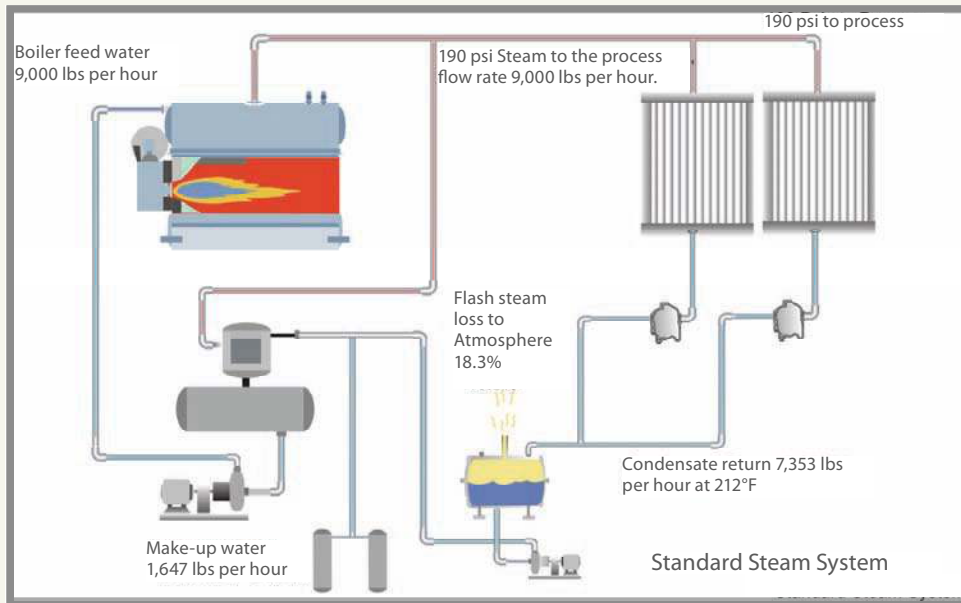 190 psi to process
Boiler feed water
9,000 lbs per hour
190 psi Steam to the process
flow rate 9,000 lbs per hour.
Flash steam
loss to
Atmosphere
18.3%
Condensate return 7,353 lbs
per hour at 212°F
Make-up water
1,647 lbs per hour
Standard Steam System